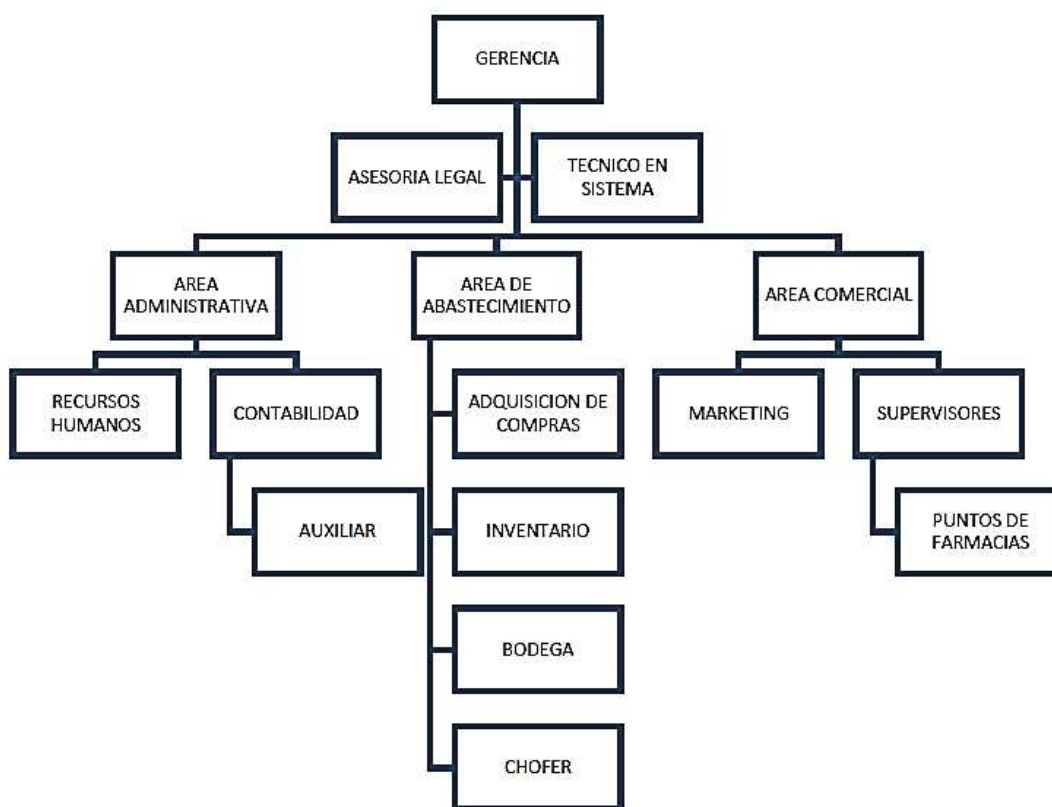 GERENCIA
ASESORIA LEGAL
TECNICO EN
SISTEMA
AREA
ADMINISTRATIVA
AREA DE
ABASTECIMIENTO
AREA COMERCIAL
RECURSOS
HUMANOS
CONTABILIDAD
ADQUISICION DE
COMPRAS
MARKETING
SUPERVISORES
AUXILIAR
INVENTARIO
PUNTOS DE
FARMACIAS
BODEGA
CHOFER